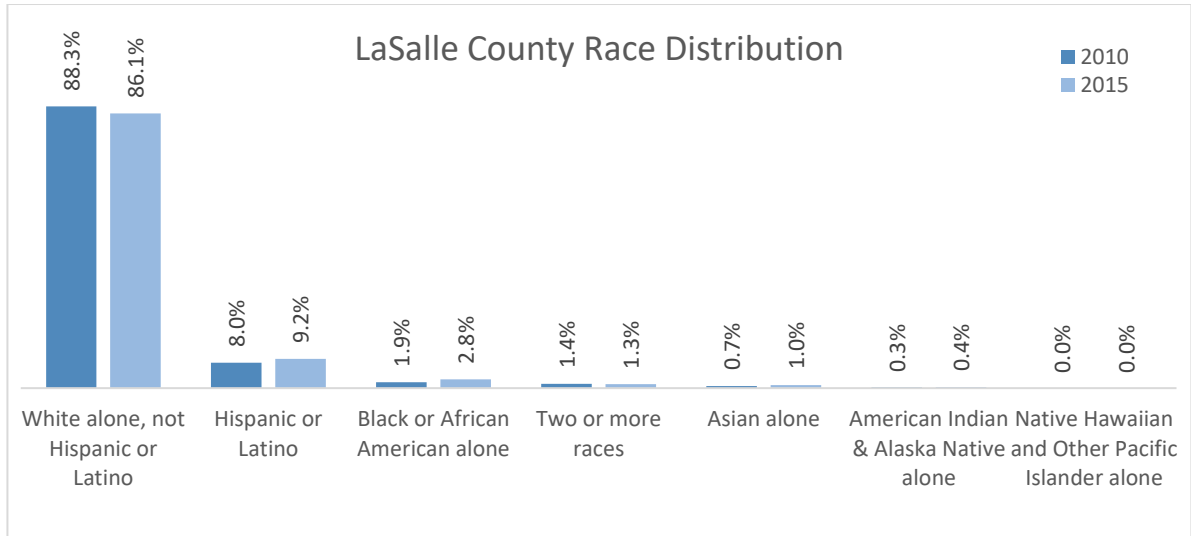 LaSalle County Race Distribution
2010
2015
88.3%
86.1%
8.0%
9.2%
1.9%
2.8%
1.4%
1.3%
0.7%
1.0%
0.3%
0.4%
0.0%
0.0%
White alone, not
Hispanic or
Latino
Hispanic or
Latino
Black or African
American alone
Two or more
races
Asian alone
American Indian
& Alaska Native
alone
Native Hawaiian
and Other Pacific
Islander alone